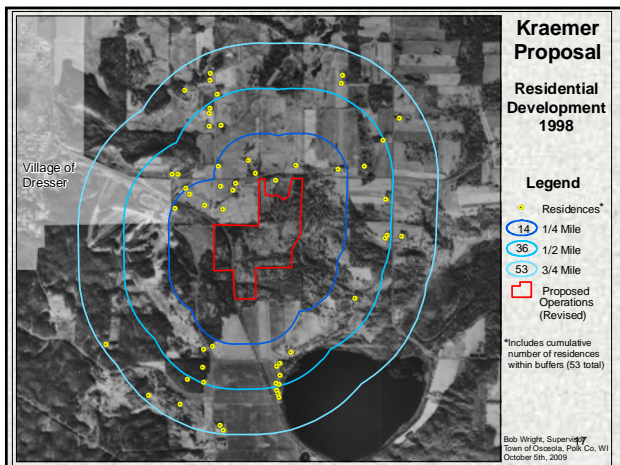 Kraemer
Proposal
Residential
Development
1998
Village of
Dresser
Legend
Residences*
14 1/4 Mile
36 1/2 Mile
53 3/4 Mile
Proposed
Operations
(Revised)
*Includes cumulative
number of residences
within buffers (53 total)
Bob Wright, Supervisor
17
Town of Osceola, Polk Co, WI
October 5th, 2009